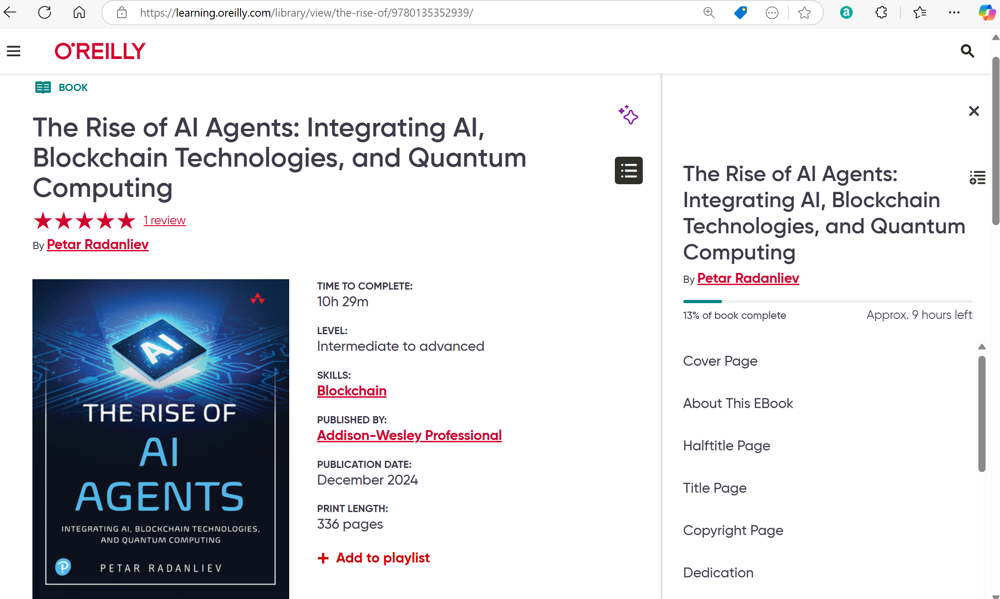 https://learning.oreilly.com/library/view/the-rise-of/9780135352939/
a
O'REILLY
BOOK
The Rise of AI Agents: Integrating AI,
Blockchain Technologies, and Quantum
Computing
1 review
By Petar Radanliev
AI
THE RISE OF
AI
AGENTS
INTEGRATING AI, BLOCKCHAIN TECHNOLOGIES,
AND QUANTUM COMPUTING
P
PETAR RADANLIEV
TIME TO COMPLETE:
10h 29m
LEVEL:
Intermediate to advanced
SKILLS:
Blockchain
PUBLISHED BY:
Addison-Wesley Professional
PUBLICATION DATE:
December 2024
PRINT LENGTH:
336 pages
+ Add to playlist
The Rise of AI Agents:
Integrating AI, Blockchain
Technologies, and Quantum
Computing
By Petar Radanliev
13% of book complete
Approx. 9 hours left
Cover Page
About This EBook
Halftitle Page
Title Page
Copyright Page
Dedication